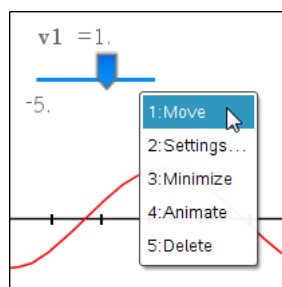 v1 =1.
-5.
1:Move
2:Settings...
3:Minimize
4:Animate
5:Delete